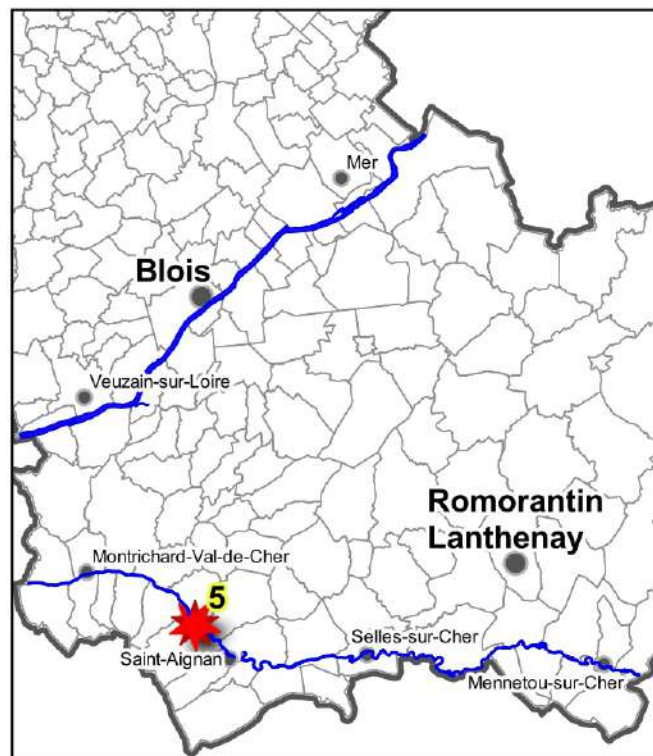 Mer
Blois
Veuzain-sur-Loire
Romorantin
Lanthenay
Montrichard-Val-de-Cher
5
Selles-sur-Cher
Saint-Aignan
Mennetou-sur-Cher